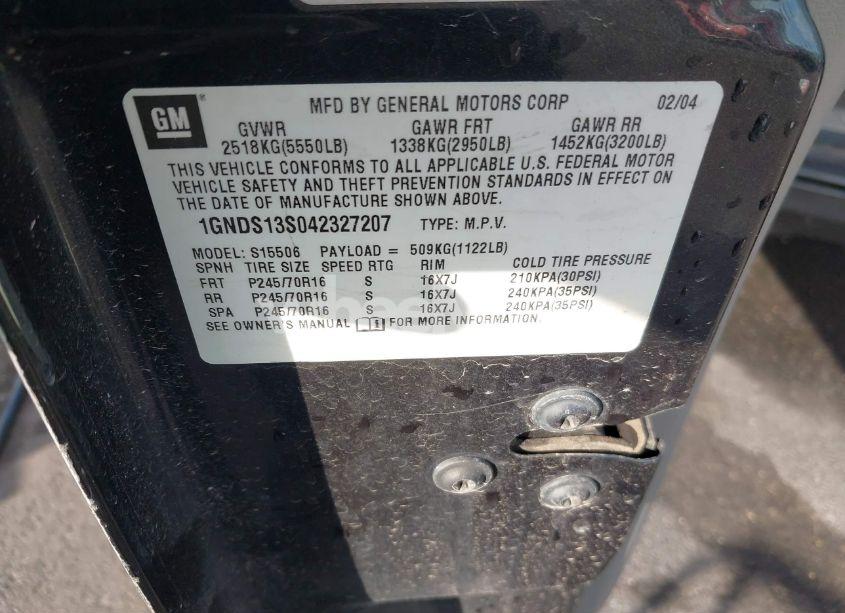 GM ®
MFD BY GENERAL MOTORS CORP 02/04
GVWR GAWR FRT GAWR RR
2518KG(5550LB) 1338KG(2950LB) 1452KG(3200LB)
THIS VEHICLE CONFORMS TO ALL APPLICABLE U.S. FEDERAL MOTOR
VEHICLE SAFETY AND THEFT PREVENTION STANDARDS IN EFFECT ON
THE DATE OF MANUFACTURE SHOWN ABOVE.
1GNDS13S042327207 TYPE: M.P.V.
MODEL: S15506 PAYLOAD = 509KG(1122LB)
SPNH TIRE SIZE SPEED RTG RIM COLD TIRE PRESSURE
FRT P245/70R16 S 16X7J 210KPA(30PSI)
RR P245/70R16 S 16X7J 240KPA(35PSI)
SPA P245/70R16 S 16X7J 240KPA(35PSI)
SEE OWNER'S MANUAL FOR MORE INFORMATION.